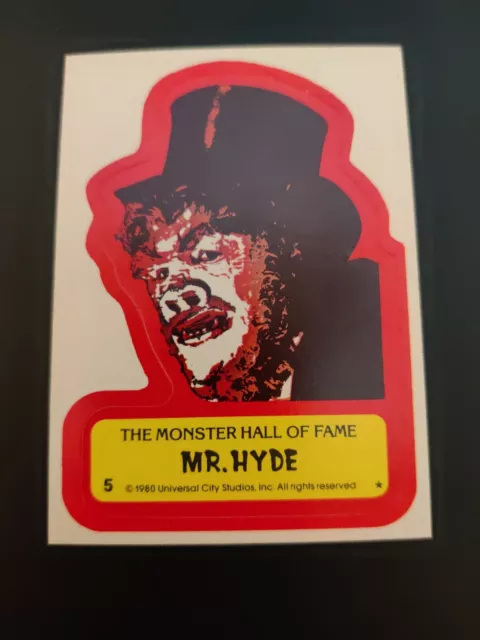 THE MONSTER HALL OF FAME
MR. HYDE
5 © 1980 Universal City Studios, Inc. All rights reserved *